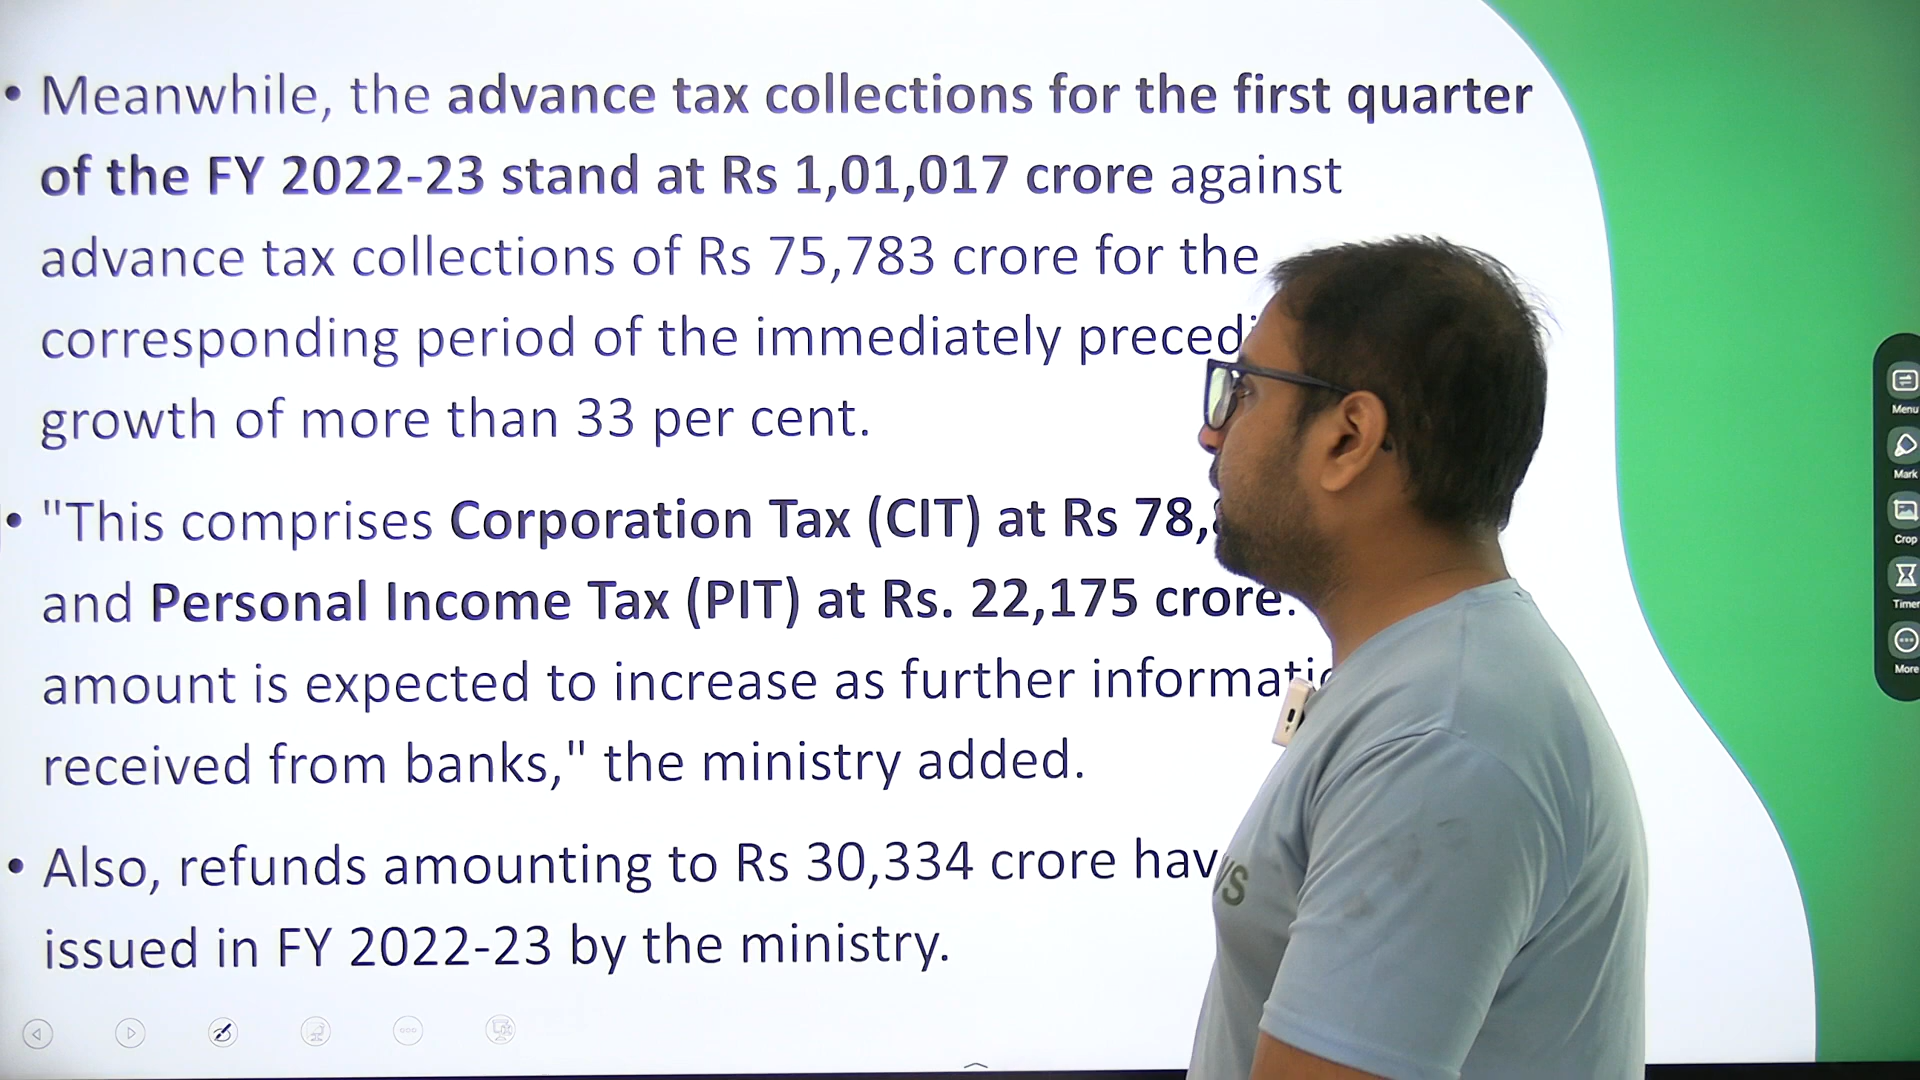 • Meanwhile, the advance tax collections for the first quarter
of the FY 2022-23 stand at Rs 1,01,017 crore against
advance tax collections of Rs 75,783 crore for the
corresponding period of the immediately
growth of more than 33 per cent.
• "This comprises Corporation Tax (CIT) at Rs
and Personal Income Tax (PIT) at Rs. 22,175 crore.
amount is expected to increase as further
received from banks," the ministry added.
• Also, refunds amounting to Rs 30,334 crore
issued in FY 2022-23 by the ministry.
Menu
Mark
Crop
Timer
More